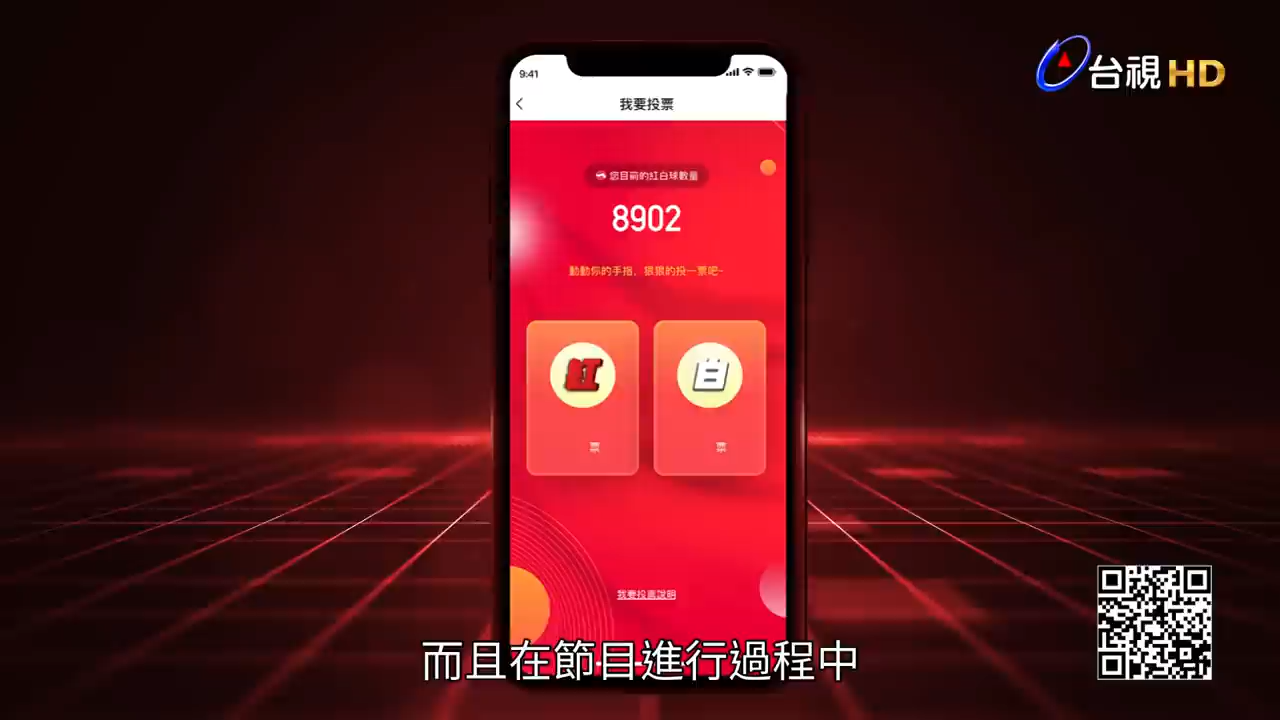 9:41
台視HD
我要投票
您目前的紅白球數量
8902
動動你的手指，狠狠的投一票吧~
紅
白
票
票
我要投票說明
而且在節目進行過程中